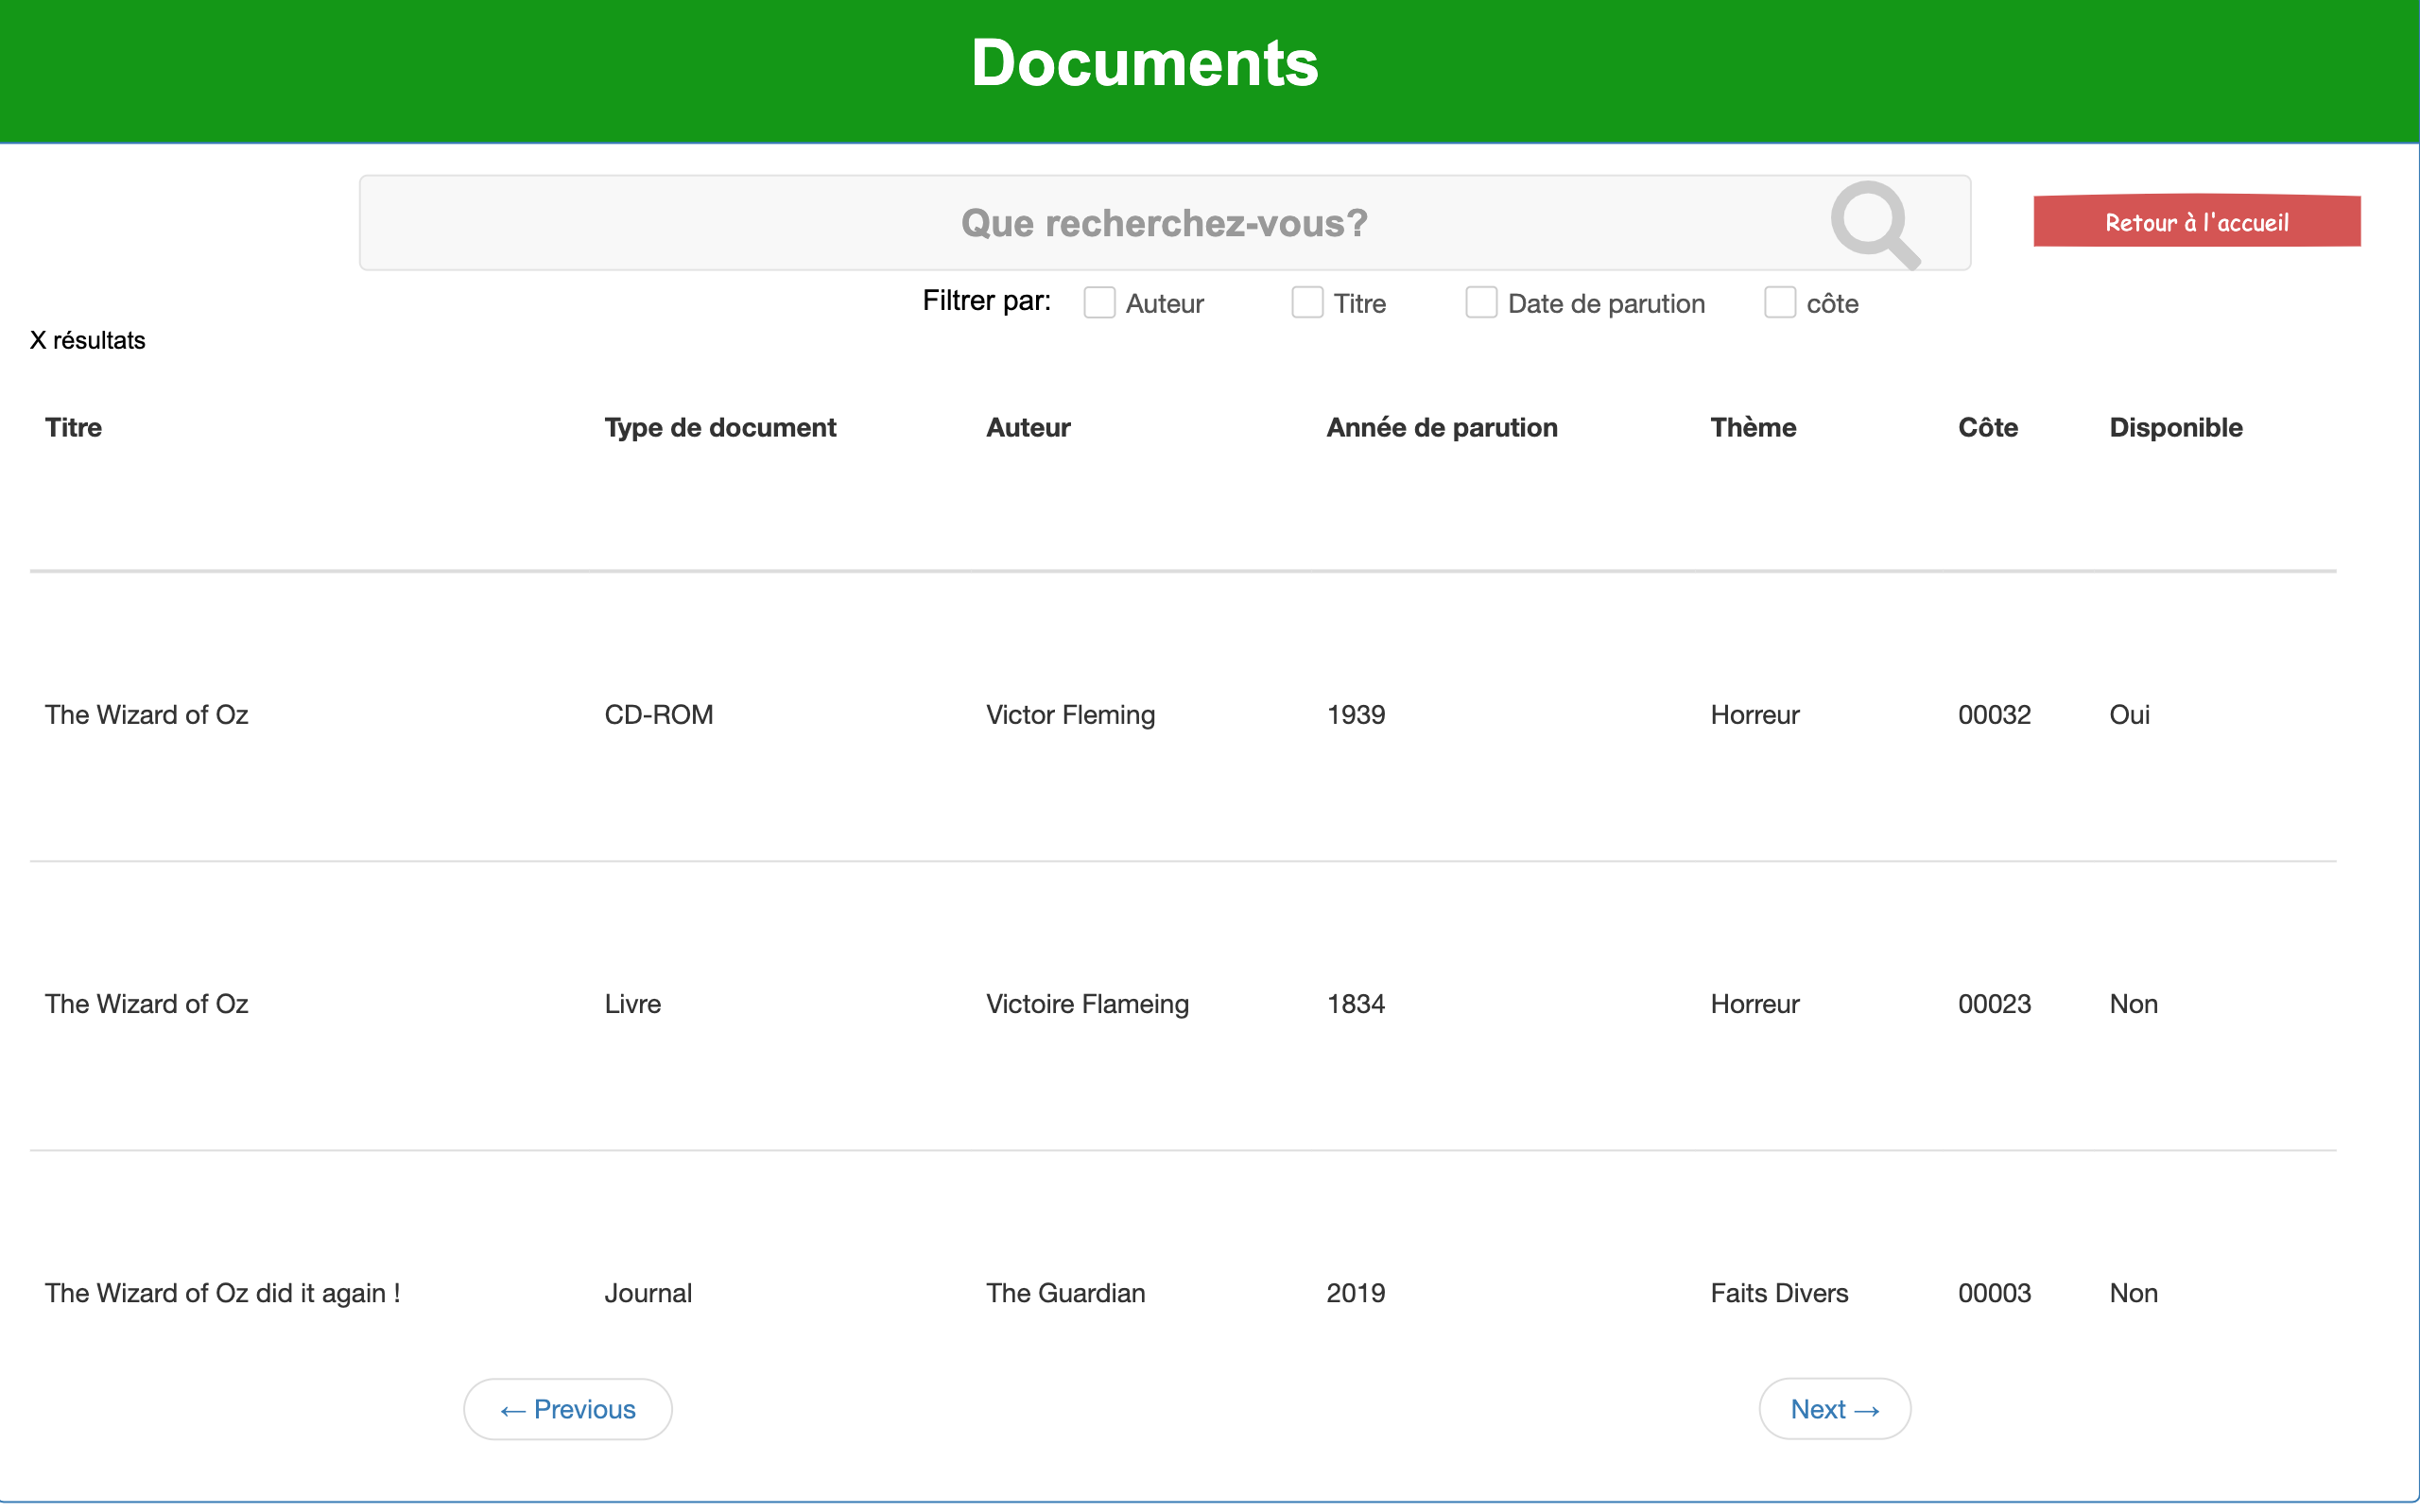 Documents
Que recherchez-vous?
Retour à l'accueil
Filtrer par: Auteur Titre Date de parution côte
X résultats
Titre Type de document Auteur Année de parution Thème Côte Disponible
The Wizard of Oz CD-ROM Victor Fleming 1939 Horreur 00032 Oui
The Wizard of Oz Livre Victoire Flameing 1834 Horreur 00023 Non
The Wizard of Oz did it again ! Journal The Guardian 2019 Faits Divers 00003 Non
← Previous Next →